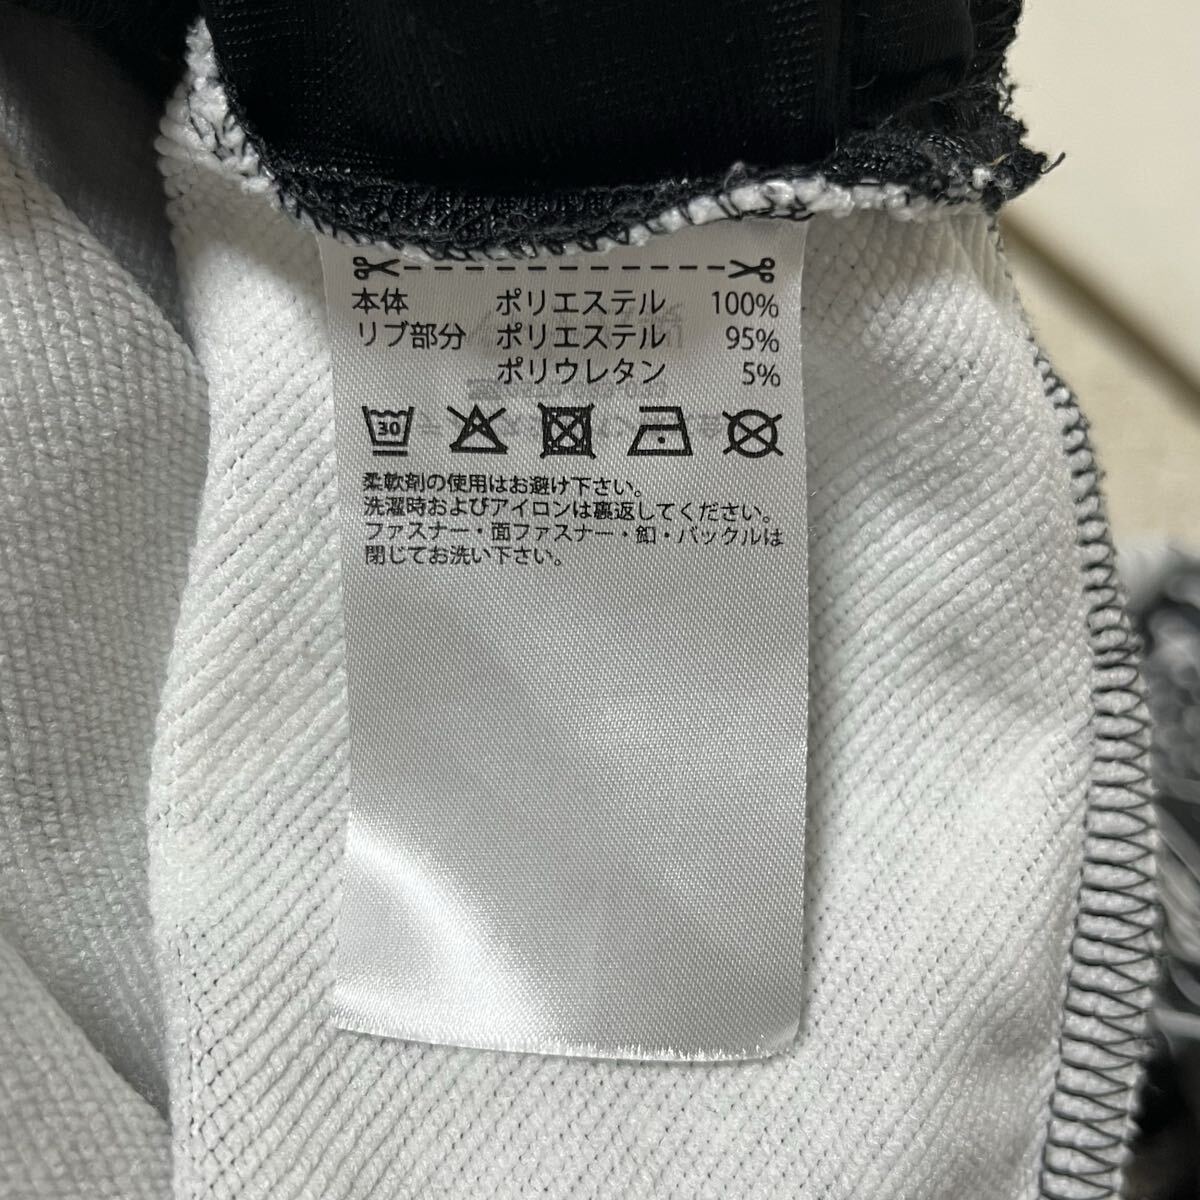 本体 ポリエステル 100%
リブ部分 ポリエステル 95%
ポリウレタン 5%
30
柔軟剤の使用はお避け下さい。
洗濯時およびアイロンは裏返してください。
ファスナー・面ファスナー・釦・バックルは
閉じてお洗い下さい。